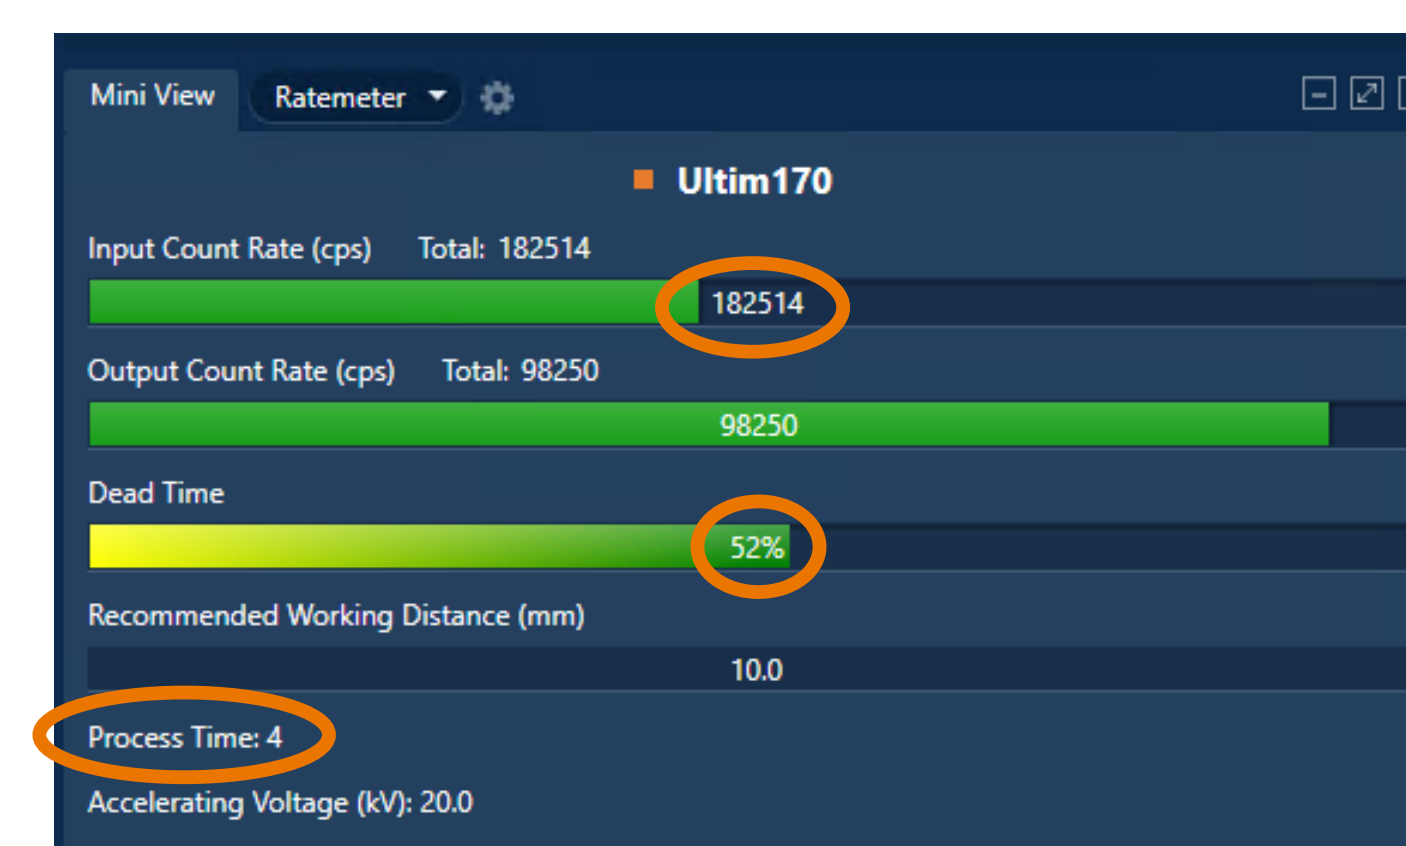 Mini View Ratemeter
Ultim170
Input Count Rate (cps) Total: 182514
182514
Output Count Rate (cps) Total: 98250
98250
Dead Time
52%
Recommended Working Distance (mm)
10.0
Process Time: 4
Accelerating Voltage (kV): 20.0